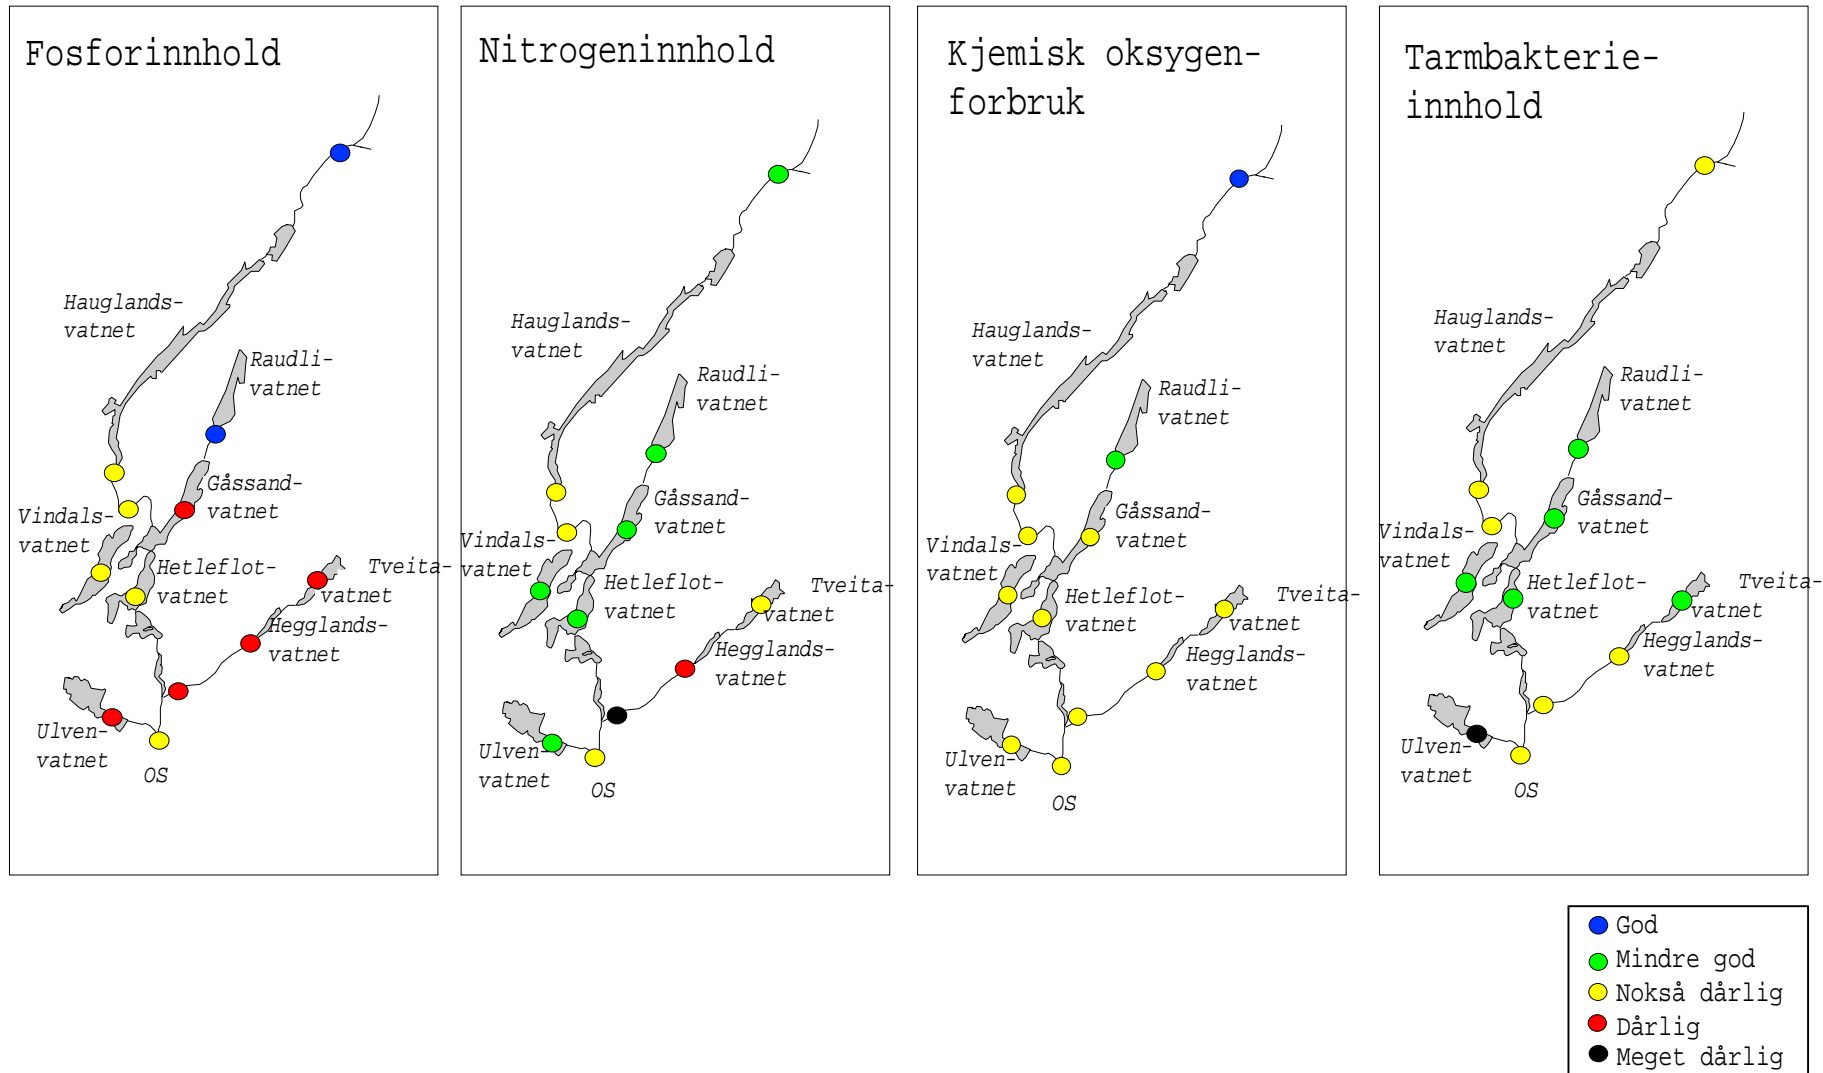 Fosforinnhold
Hauglands-
vatnet
Raudli-
vatnet
Gåssand-
vatnet
Vindals-
vatnet
Hetleflot-
vatnet
Tveita-
vatnet
Hegglands-
vatnet
Ulven-
vatnet
OS
Nitrogeninnhold
Hauglands-
vatnet
Raudli-
vatnet
Gåssand-
vatnet
Vindals-
vatnet
Hetleflot-
vatnet
Tveita-
vatnet
Hegglands-
vatnet
Ulven-
vatnet
OS
Kjemisk oksygen-
forbruk
Hauglands-
vatnet
Raudli-
vatnet
Gåssand-
vatnet
Vindals-
vatnet
Hetleflot-
vatnet
Tveita-
vatnet
Hegglands-
vatnet
Ulven-
vatnet
OS
Tarmbakterie-
innhold
Hauglands-
vatnet
Raudli-
vatnet
Gåssand-
vatnet
Vindals-
vatnet
Hetleflot-
vatnet
Tveita-
vatnet
Hegglands-
vatnet
Ulven-
vatnet
OS
God
Mindre god
Nokså dårlig
Dårlig
Meget dårlig